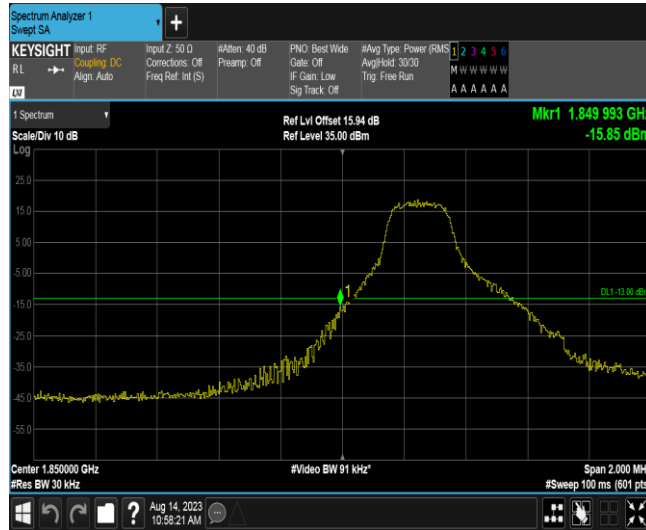 Spectrum Analyzer 1
Swept SA
+
KEYSIGHT
RL
LXI
Input: RF
Coupling: DC
Align: Auto
Input Z: 50 Ω
Corrections: Off
Freq Ref: Int (S)
#Atten: 40 dB
Preamp: Off
PNO: Best Wide
Gate: Off
IF Gain: Low
Sig Track: Off
#Avg Type: Power (RMS
Avg|Hold: 30/30
Trig: Free Run
1 2 3 4 5 6
M W W W W W
A A A A A A
1 Spectrum
Scale/Div 10 dB
Ref Lvl Offset 15.94 dB
Ref Level 35.00 dBm
Mkr1 1.849 993 GHz
-15.85 dBm
Log
25.0
15.0
5.00
-5.00
-15.0
-25.0
-35.0
-45.0
-55.0
1
DL1 -13.00 dBm
Center 1.850000 GHz
#Res BW 30 kHz
#Video BW 91 kHz*
Span 2.000 MHz
#Sweep 100 ms (601 pts)
?
Aug 14, 2023
10:58:21 AM